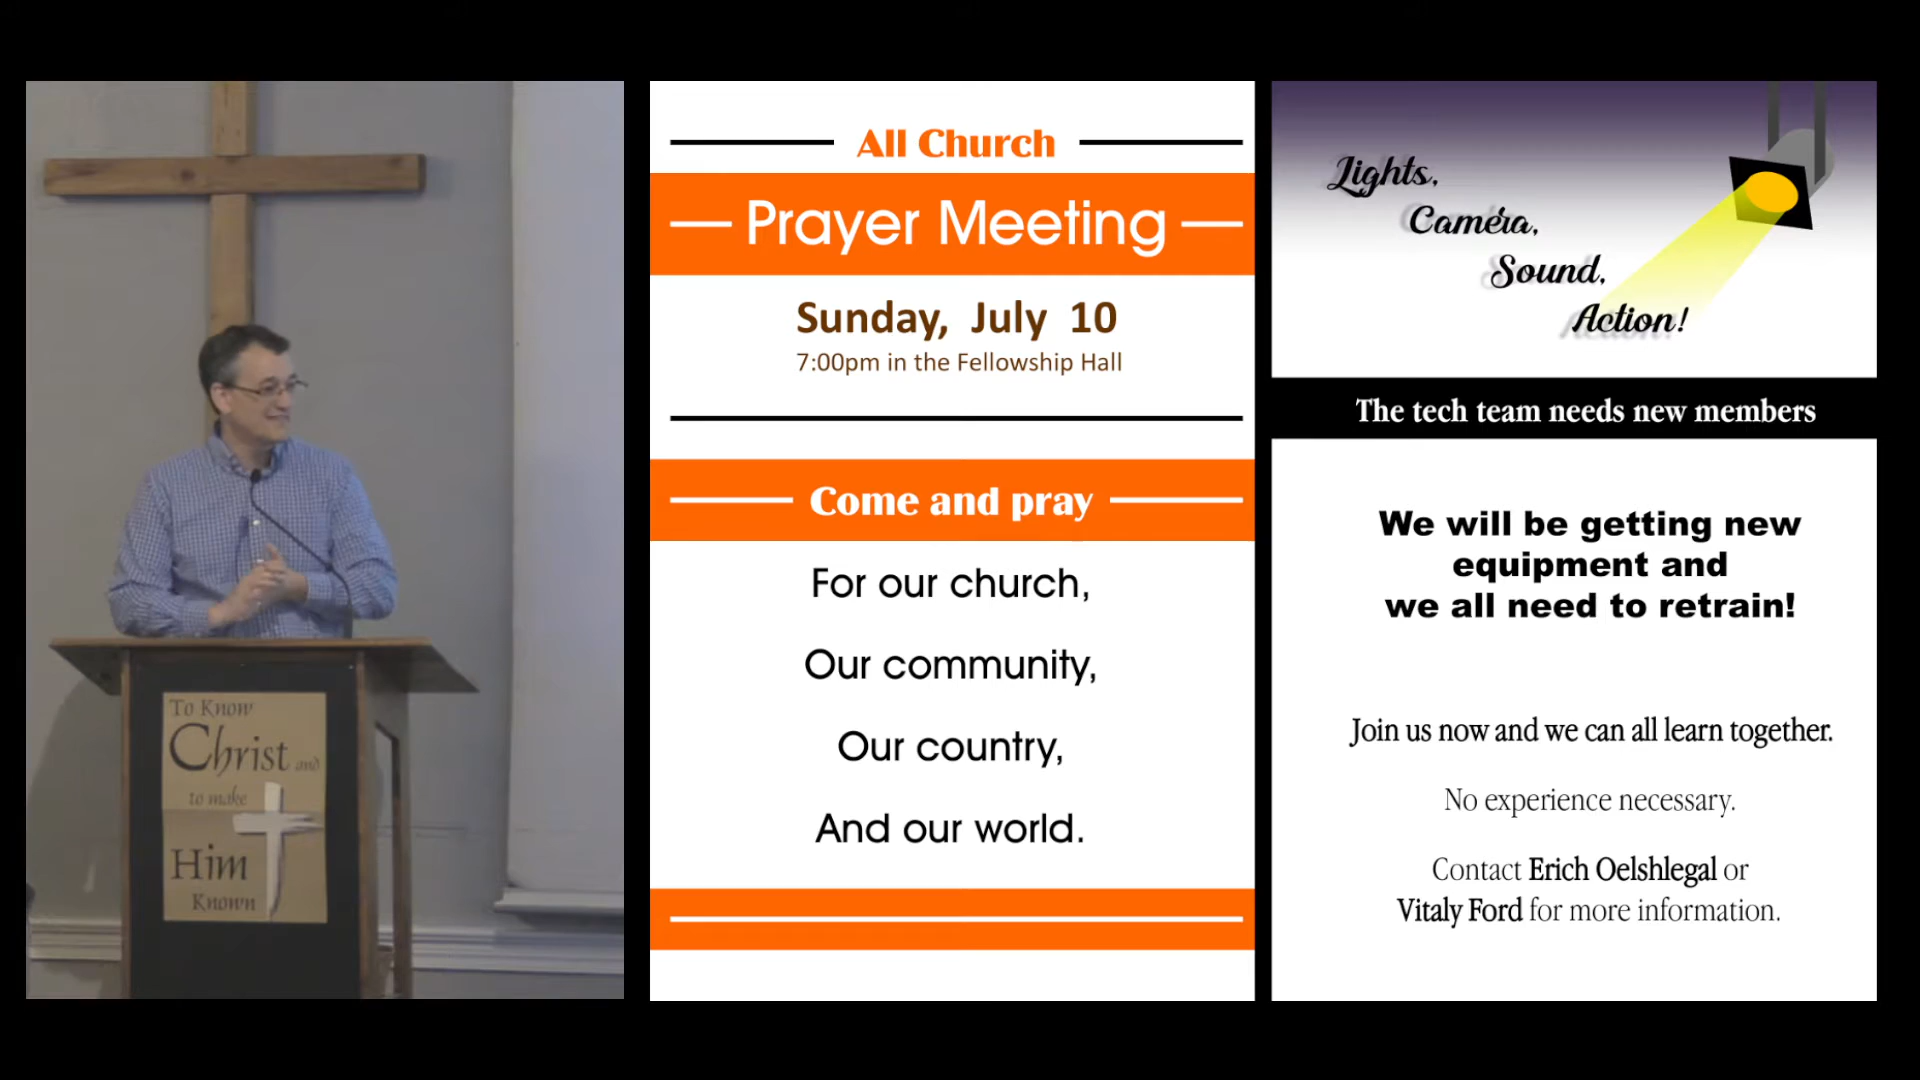 To Know
Christ and
to make
Him
Known
All Church
Prayer Meeting
Sunday, July 10
7:00pm in the Fellowship Hall
Come and pray
For our church,
Our community,
Our country,
And our world.
Lights,
Camera,
Sound,
Action!
The tech team needs new members
We will be getting new
equipment and
we all need to retrain!
Join us now and we can all learn together.
No experience necessary.
Contact Erich Oelshlegal or
Vitaly Ford for more information.